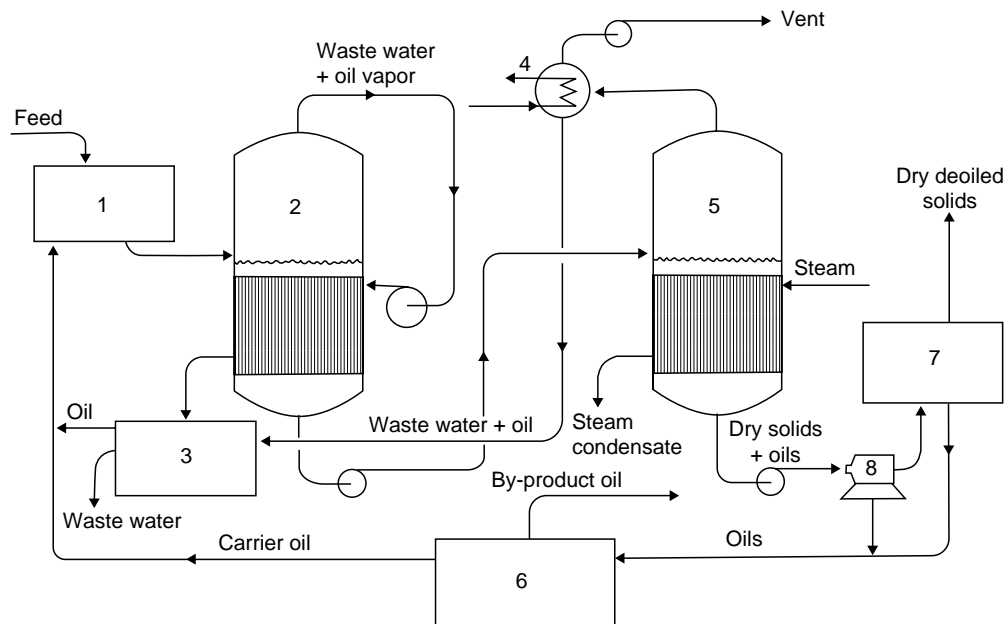 Vent
Waste water
+ oil vapor
4
Feed
Dry deoiled
solids
1
2
5
Steam
7
Oil
Waste water + oil
Steam
condensate
Dry solids
+ oils
3
8
By-product oil
Waste water
Carrier oil
Oils
6